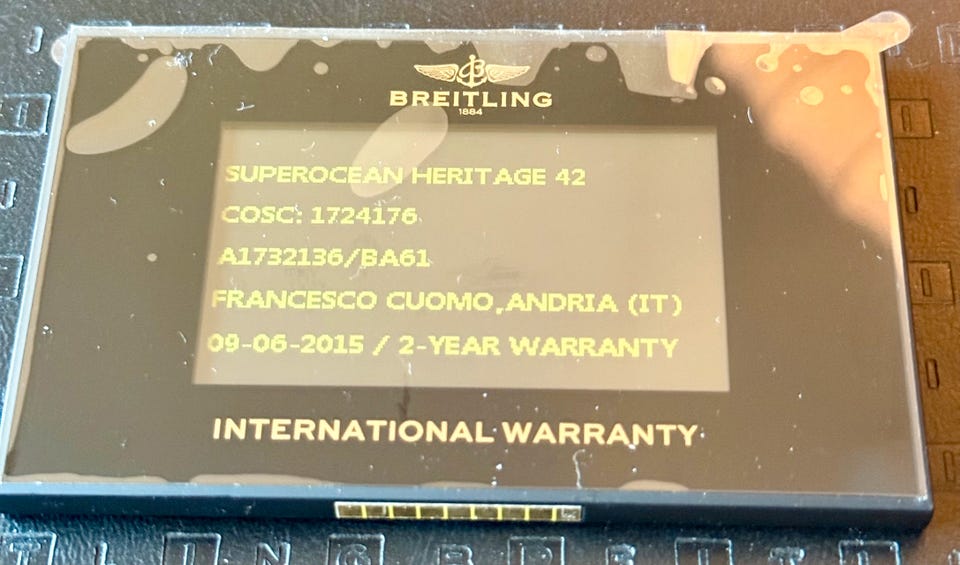 BREITLING
1884
SUPEROCEAN HERITAGE 42
COSC: 1724176
A1732136/BA61
FRANCESCO CUOMO,ANDRIA (IT)
09-06-2015 / 2-YEAR WARRANTY
INTERNATIONAL WARRANTY